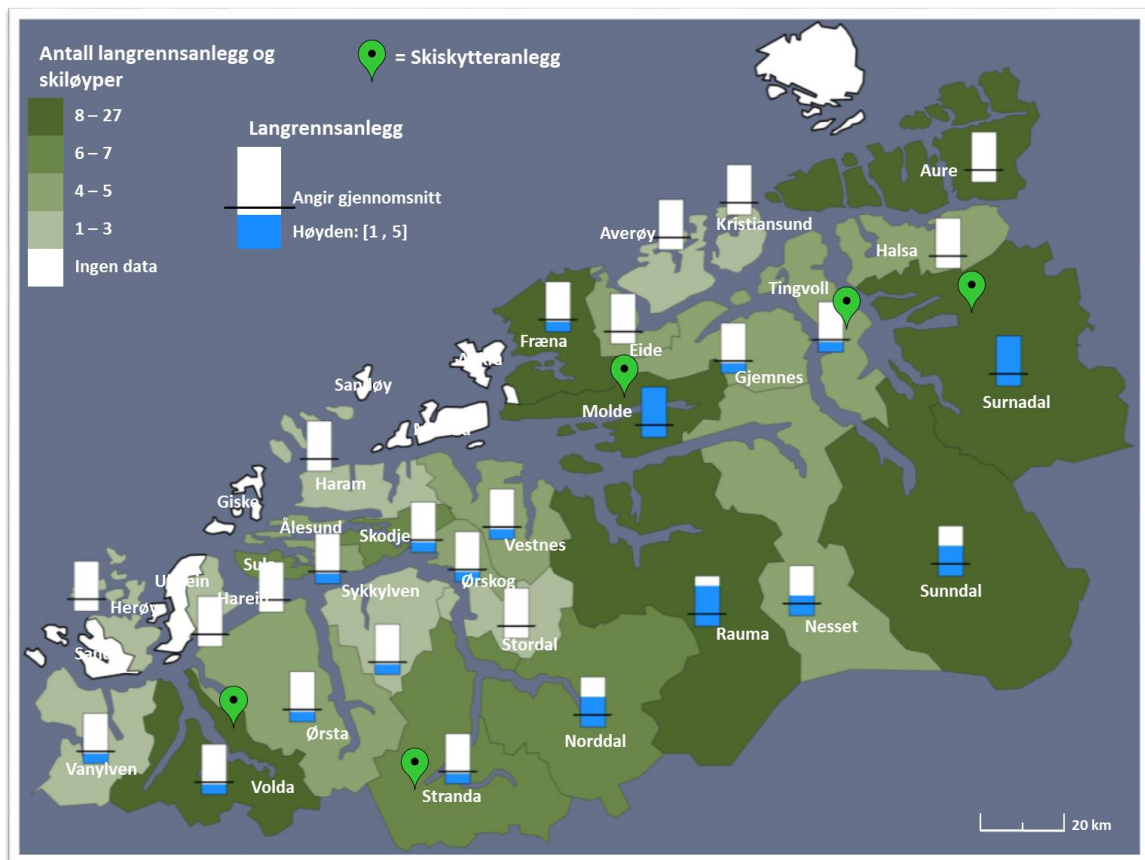 Antall langrennsanlegg og
skiløyper
8 – 27
6 – 7
4 – 5
1 – 3
Ingen data
= Skiskytteranlegg
Langrennsanlegg
Angir gjennomsnitt
Høyden: [1 , 5]
Aure
Kristiansund
Averøy
Halsa
Tingvoll
Fræna
Eide
Gjemnes
Surnadal
Molde
Sandøy
Haram
Giske
Ålesund
Skodje
Vestnes
Sula
Ørskog
Sykkylven
Hareid
Herøy
Stordal
Sunndal
Rauma
Nesset
Ørsta
Norddal
Vanylven
Volda
Stranda
20 km